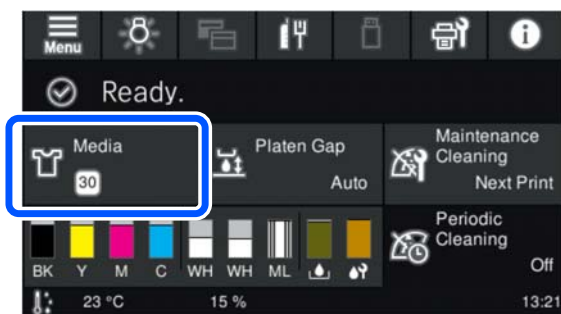 Menu
Ready.
Media
30
Platen Gap
Auto
Maintenance
Cleaning
Next Print
BK Y M C WH WH ML
Periodic
Cleaning
Off
23 °C 15 % 13:21